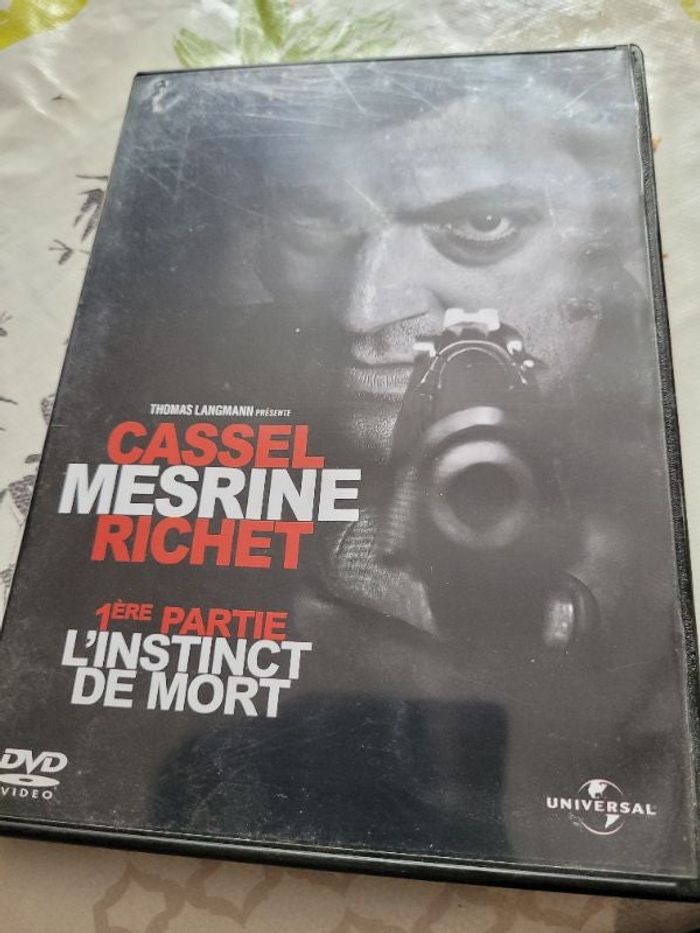 THOMAS LANGMANN PRÉSENTE
CASSEL
MESRINE
RICHET
1ÈRE PARTIE
L'INSTINCT
DE MORT
DVD
VIDEO
UNIVERSAL